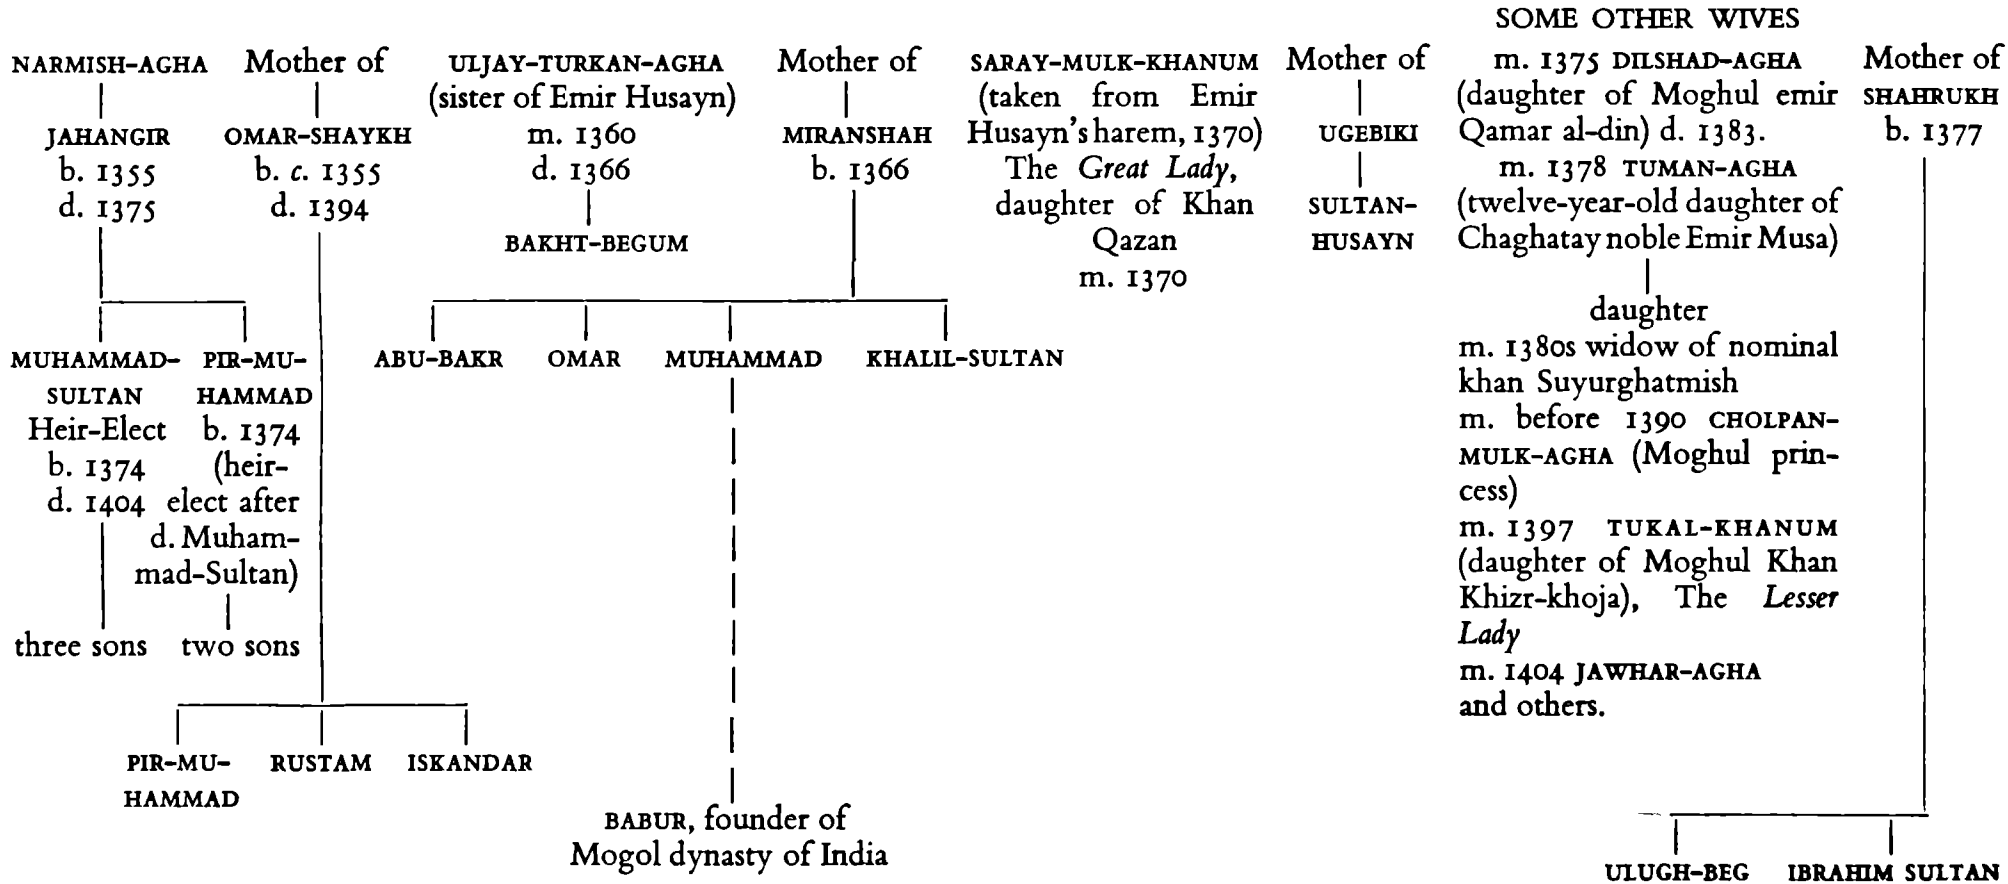 SOME OTHER WIVES
NARMISH-AGHA
JAHANGIR
b. 1355
d. 1375
MUHAMMAD-
SULTAN
Heir-Elect
b. 1374
d. 1404
three sons
PIR-MU-
HAMMAD
b. 1374
(heir-
elect after
d. Muham-
mad-Sultan)
two sons
Mother of
OMAR-SHAYKH
b. c. 1355
d. 1394
PIR-MU-
HAMMAD
RUSTAM
ISKANDAR
ULJAY-TURKAN-AGHA
(sister of Emir Husayn)
m. 1360
d. 1366
BAKHT-BEGUM
Mother of
MIRANSHAH
b. 1366
ABU-BAKR
OMAR
MUHAMMAD
KHALIL-SULTAN
BABUR, founder of
Mogol dynasty of India
SARAY-MULK-KHANUM
(taken from Emir
Husayn's harem, 1370)
The Great Lady,
daughter of Khan
Qazan
m. 1370
Mother of
UGEBIKI
SULTAN-
HUSAYN
m. 1375 DILSHAD-AGHA
(daughter of Moghul emir
Qamar al-din) d. 1383.
m. 1378 TUMAN-AGHA
(twelve-year-old daughter of
Chaghatay noble Emir Musa)
daughter
m. 1380s widow of nominal
khan Suyurghatmish
m. before 1390 CHOLPAN-
MULK-AGHA (Moghul prin-
cess)
m. 1397 TUKAL-KHANUM
(daughter of Moghul Khan
Khizr-khoja), The Lesser
Lady
m. 1404 JAWHAR-AGHA
and others.
Mother of
SHAHRUKH
b. 1377
ULUGH-BEG
IBRAHIM SULTAN